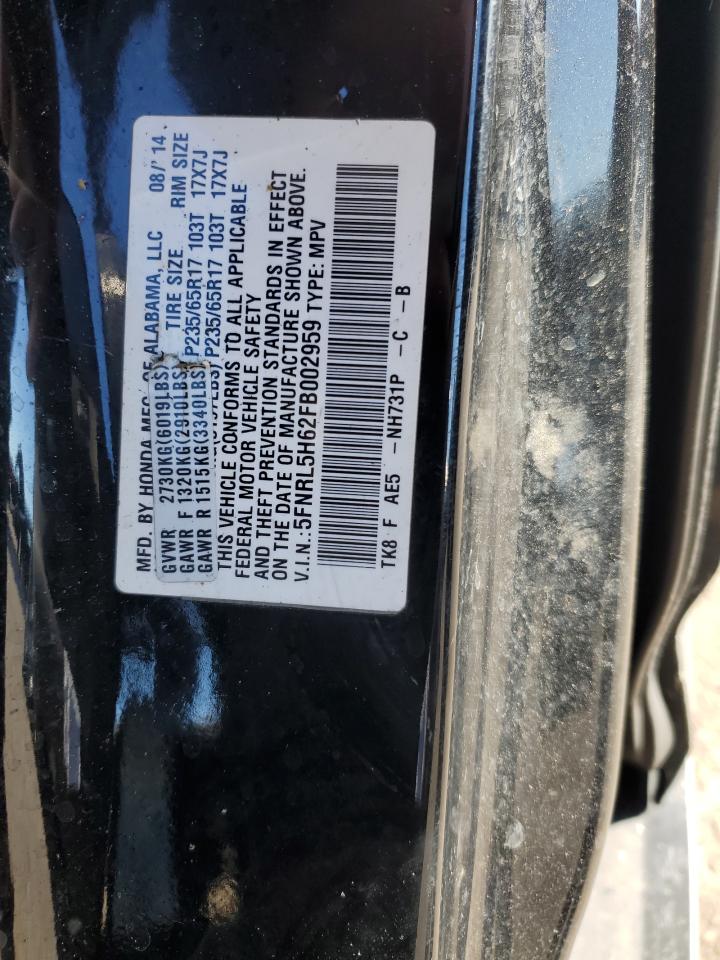 MFD. BY HONDA MFG. OF ALABAMA, LLC 08/'14
GVWR 2730KG(6019LBS) TIRE SIZE RIM SIZE
GAWR F 1320KG(2910LBS) P235/65R17 103T 17X7J
GAWR R 1515KG(3340LBS) P235/65R17 103T 17X7J
THIS VEHICLE CONFORMS TO ALL APPLICABLE
FEDERAL MOTOR VEHICLE SAFETY
AND THEFT PREVENTION STANDARDS IN EFFECT
ON THE DATE OF MANUFACTURE SHOWN ABOVE.
V.I.N.:5FNRL5H62FB002959 TYPE: MPV
TK8 F AE5 -NH731P -C -B